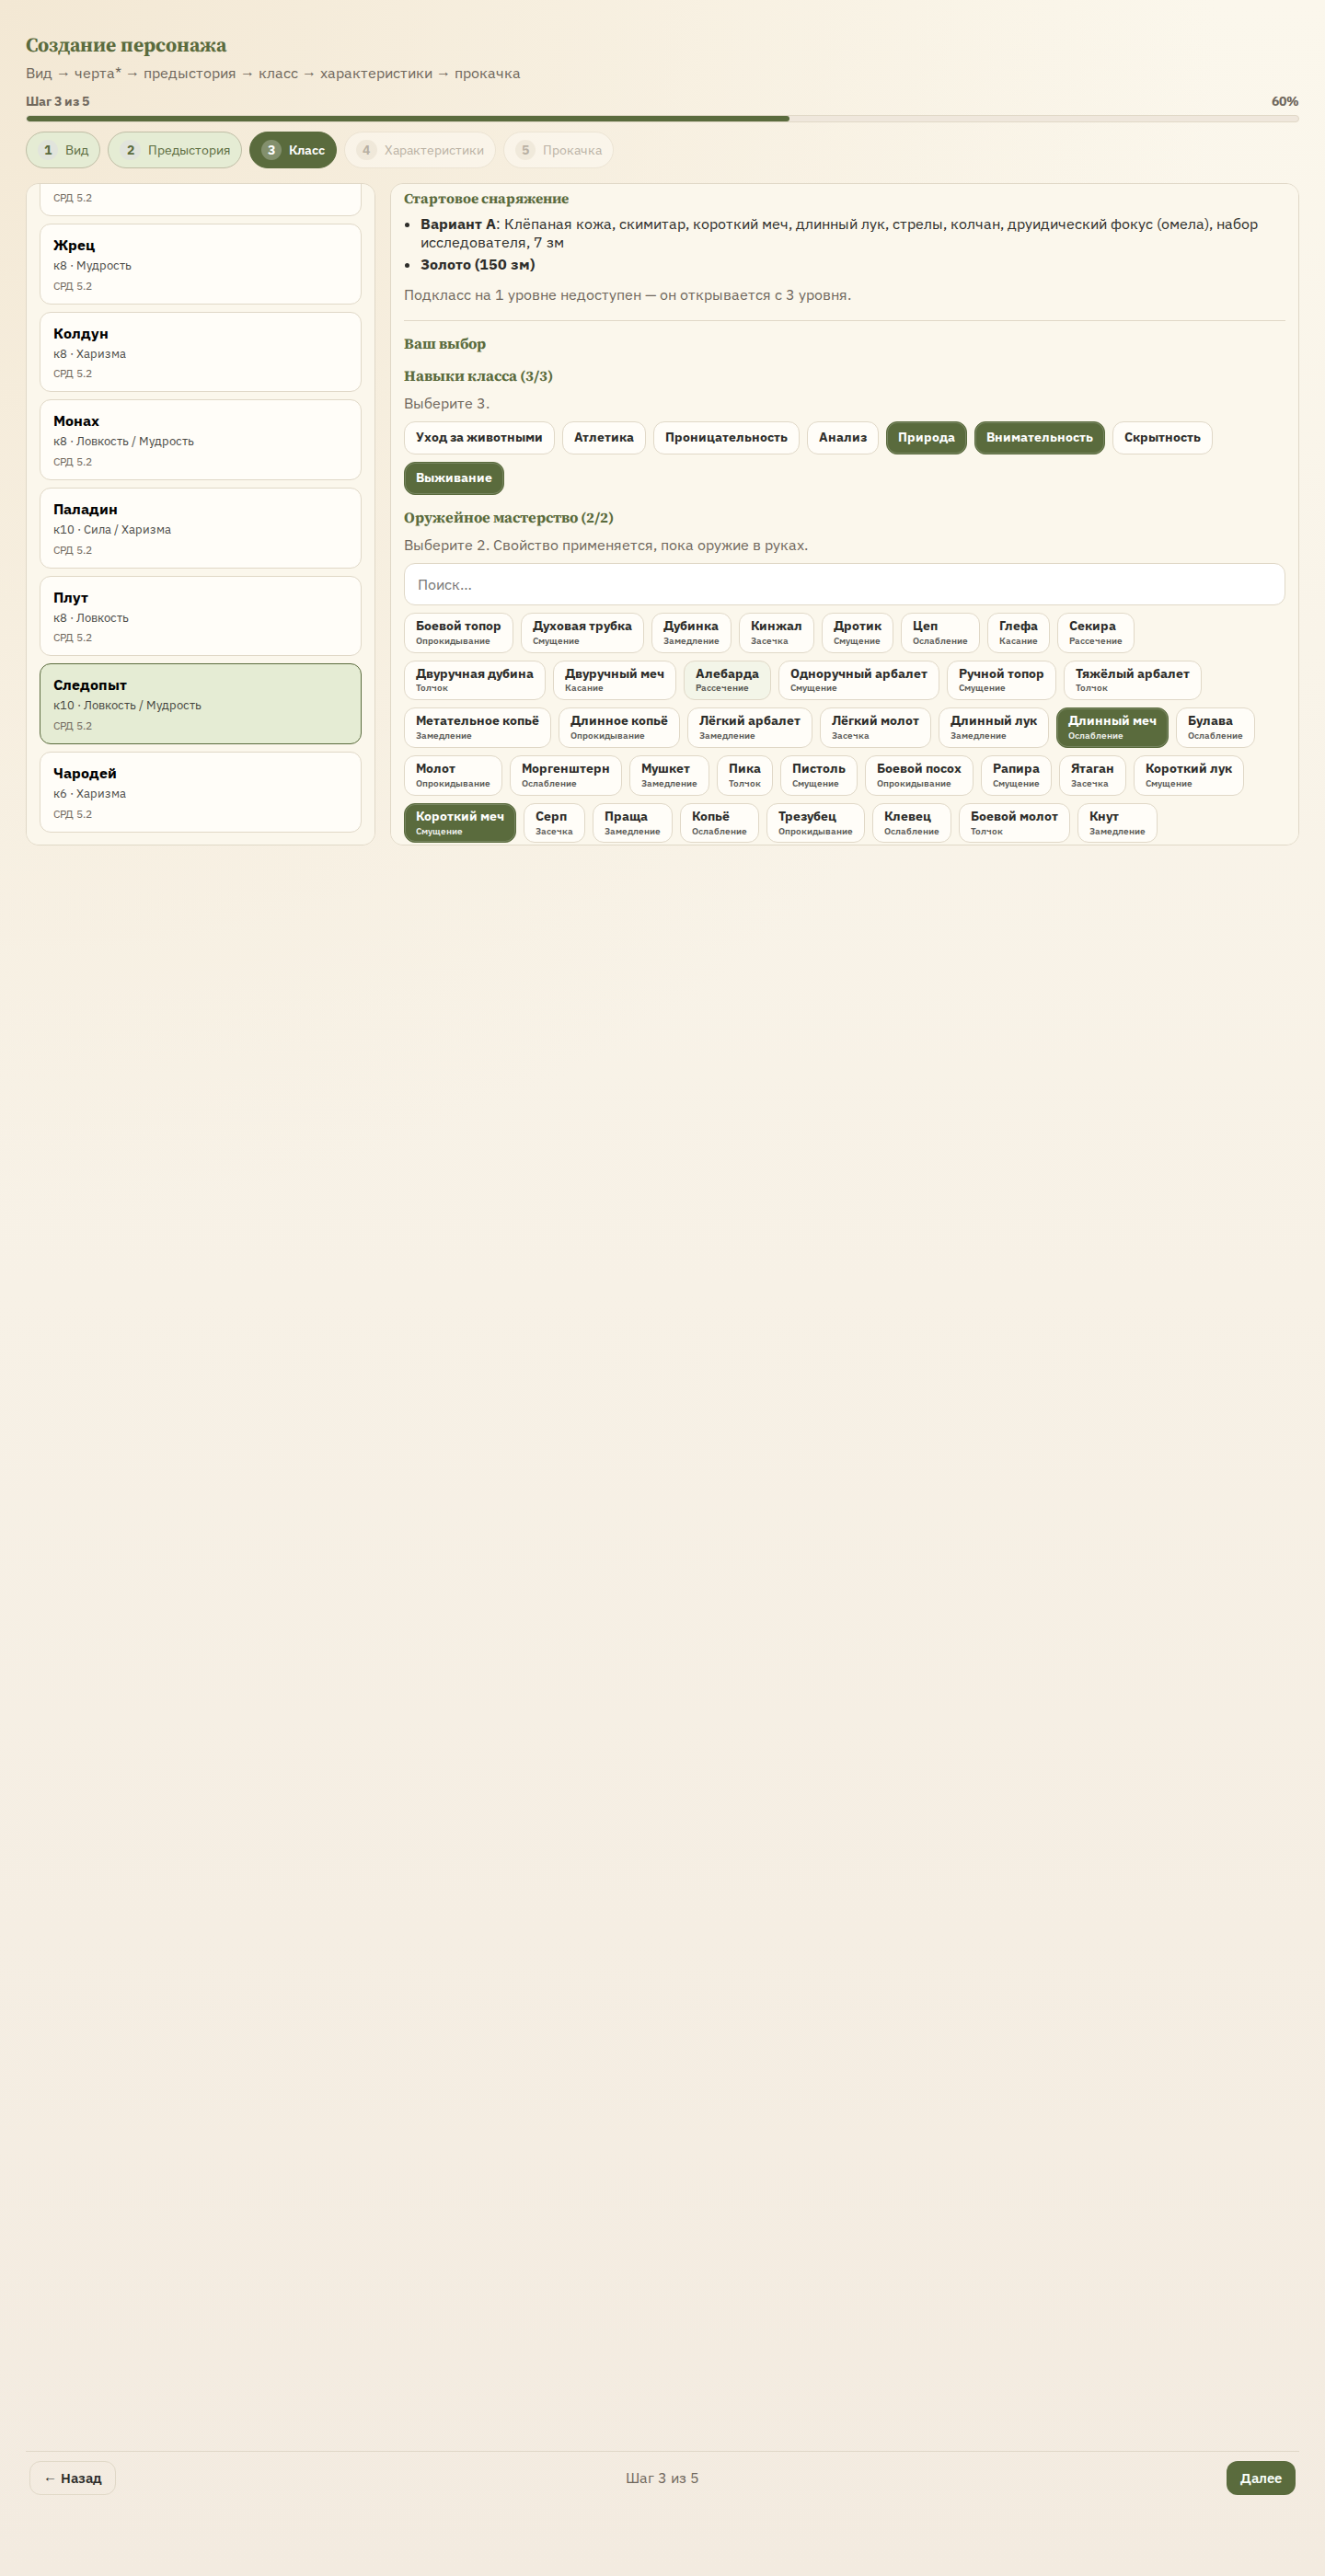 Создание персонажа
Вид → черта* → предыстория → класс → характеристики → прокачка
Шаг 3 из 5
60%
1 Вид
2 Предыстория
3 Класс
4 Характеристики
5 Прокачка
СРД 5.2
Жрец
к8 · Мудрость
СРД 5.2
Колдун
к8 · Харизма
СРД 5.2
Монах
к8 · Ловкость / Мудрость
СРД 5.2
Паладин
к10 · Сила / Харизма
СРД 5.2
Плут
к8 · Ловкость
СРД 5.2
Следопыт
к10 · Ловкость / Мудрость
СРД 5.2
Чародей
к6 · Харизма
СРД 5.2
Стартовое снаряжение
• Вариант A: Клёпаная кожа, скимитар, короткий меч, длинный лук, стрелы, колчан, друидический фокус (омела), набор
исследователя, 7 зм
• Золото (150 зм)
Подкласс на 1 уровне недоступен — он открывается с 3 уровня.
Ваш выбор
Навыки класса (3/3)
Выберите 3.
Уход за животными
Атлетика
Проницательность
Анализ
Природа
Внимательность
Скрытность
Выживание
Оружейное мастерство (2/2)
Выберите 2. Свойство применяется, пока оружие в руках.
Поиск...
Боевой топор
Опрокидывание
Духовая трубка
Смущение
Дубинка
Замедление
Кинжал
Засечка
Дротик
Смущение
Цеп
Ослабление
Глефа
Касание
Секира
Рассечение
Двуручная дубина
Толчок
Двуручный меч
Касание
Алебарда
Рассечение
Одноручный арбалет
Смущение
Ручной топор
Смущение
Тяжёлый арбалет
Толчок
Метательное копьё
Замедление
Длинное копьё
Опрокидывание
Лёгкий арбалет
Замедление
Лёгкий молот
Засечка
Длинный лук
Замедление
Длинный меч
Ослабление
Булава
Ослабление
Молот
Опрокидывание
Моргенштерн
Ослабление
Мушкет
Замедление
Пика
Толчок
Пистоль
Смущение
Боевой посох
Опрокидывание
Рапира
Смущение
Ятаган
Засечка
Короткий лук
Смущение
Короткий меч
Смущение
Серп
Засечка
Праща
Замедление
Копьё
Ослабление
Трезубец
Опрокидывание
Клевец
Ослабление
Боевой молот
Толчок
Кнут
Замедление
← Назад
Шаг 3 из 5
Далее